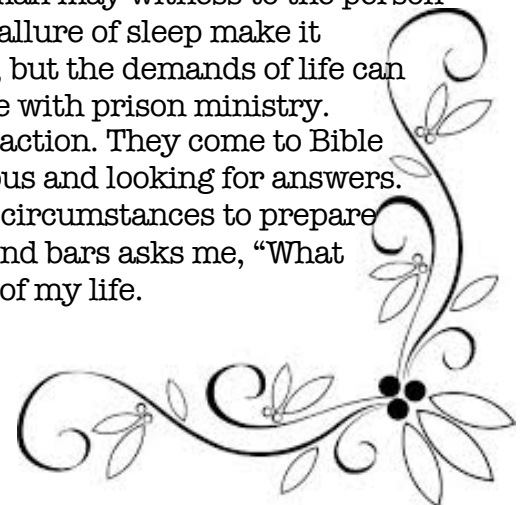 man may witness to the person
allure of sleep make it
, but the demands of life can
e with prison ministry.
action. They come to Bible
ous and looking for answers.
circumstances to prepare
nd bars asks me, “What
of my life.